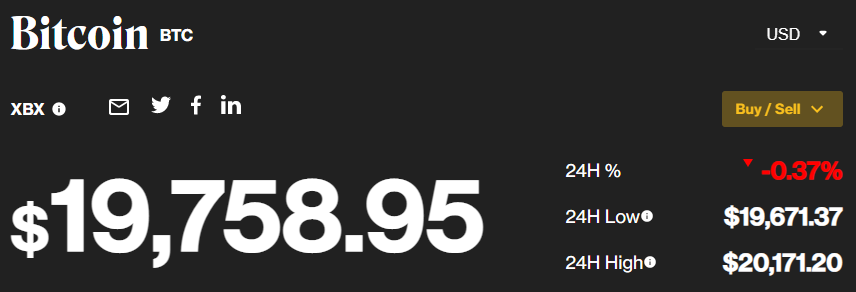 Bitcoin BTC
USD
XBX
Buy / Sell
$19,758.95
24H % -0.37%
24H Low $19,671.37
24H High $20,171.20